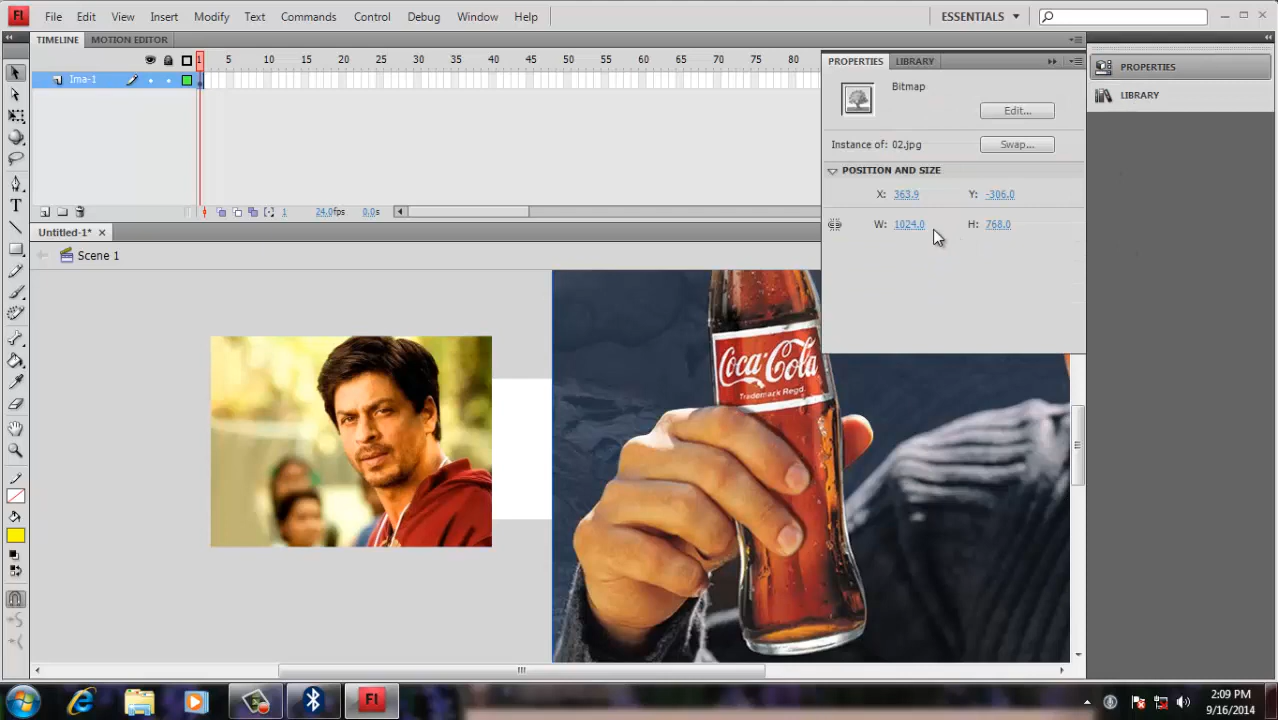 Fl File Edit View Insert Modify Text Commands Control Debug Window Help ESSENTIALS
TIMELINE MOTION EDITOR
1 5 10 15 20 25 30 35 40 45 50 55 60 65 70 75 80
Ima-1
1 24.0fps 0.0s
Untitled-1*
Scene 1
PROPERTIES LIBRARY
Bitmap
Edit...
Instance of: 02.jpg Swap...
POSITION AND SIZE
X: 363.9 Y: -306.0
W: 1024.0 H: 768.0
PROPERTIES
LIBRARY
Coca-Cola
Trademark Regd
T
Fl
2:09 PM
9/16/2014